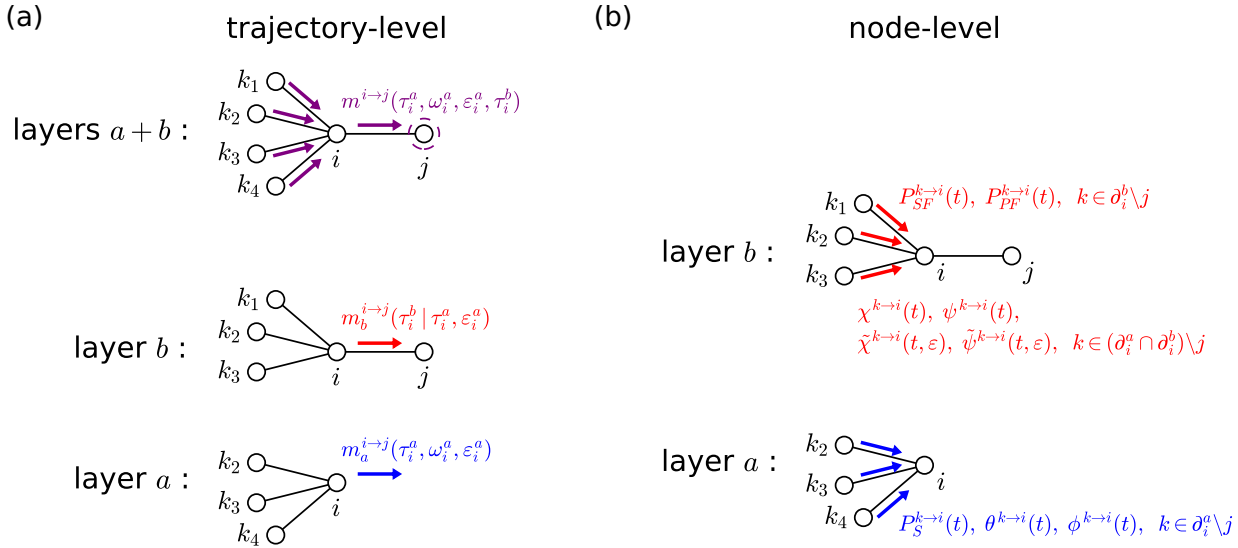 (a)
trajectory-level
layers a + b :
k₁
k₂
k₃
k₄
i
j
m^{i→j}(τ_i^a, ω_i^a, ε_i^a, τ_i^b)
layer b :
k₁
k₂
k₃
i
j
m_b^{i→j}(τ_i^b | τ_i^a, ε_i^a)
layer a :
k₂
k₃
k₄
i
m_a^{i→j}(τ_i^a, ω_i^a, ε_i^a)
(b)
node-level
layer b :
k₁
k₂
k₃
i
j
P_{SF}^{k→i}(t), P_{PF}^{k→i}(t), k ∈ ∂_i^b\j
χ^{k→i}(t), ψ^{k→i}(t),
χ̃^{k→i}(t, ε), ψ̃^{k→i}(t, ε), k ∈ (∂_i^a ∩ ∂_i^b)\j
layer a :
k₂
k₃
k₄
i
P_S^{k→i}(t), θ^{k→i}(t), ϕ^{k→i}(t), k ∈ ∂_i^a\j